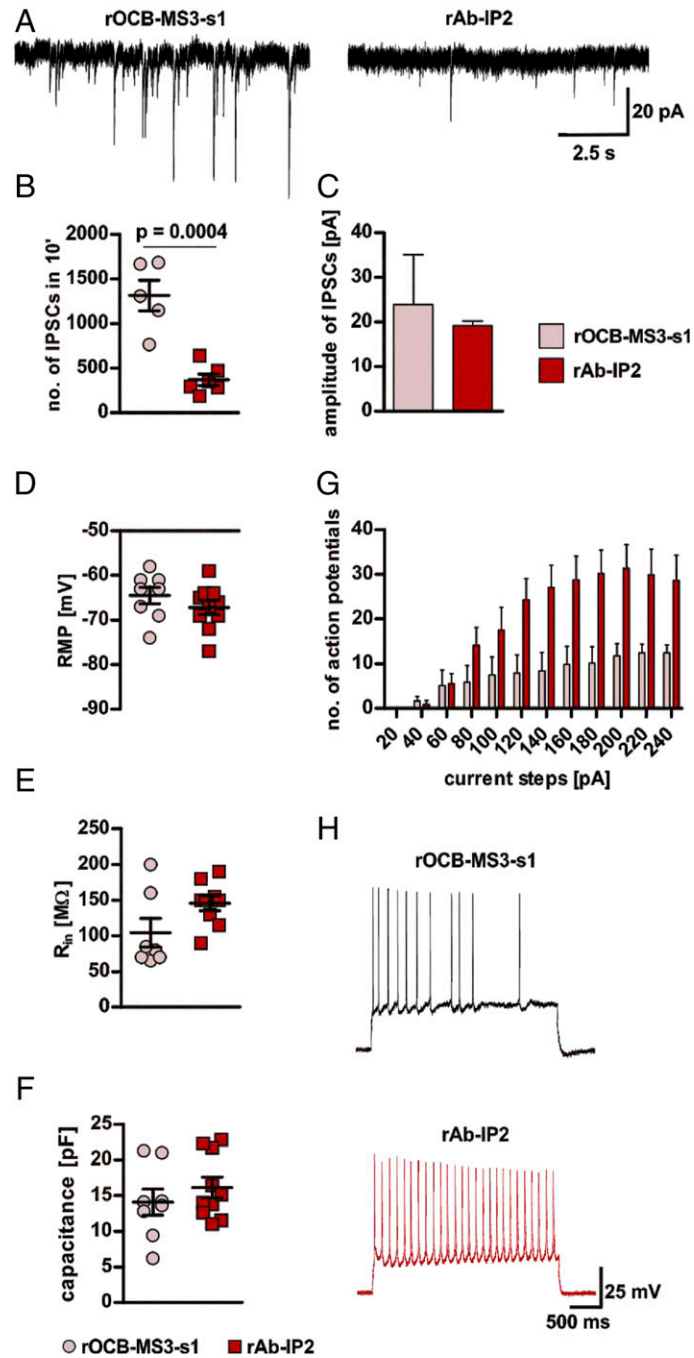 A
rOCB-MS3-s1
rAb-IP2
20 pA
2.5 s
B
p = 0.0004
no. of IPSCs in 10'
2000
1500
1000
500
0
C
amplitude of IPSCs [pA]
40
30
20
10
0
rOCB-MS3-s1
rAb-IP2
D
RMP [mV]
-50
-60
-70
-80
-90
G
no. of action potentials
40
30
20
10
0
20 40 60 80 100 120 140 160 180 200 220 240
current steps [pA]
E
Rin [MΩ]
250
200
150
100
50
0
H
rOCB-MS3-s1
F
capacitance [pF]
25
20
15
10
5
0
rAb-IP2
25 mV
500 ms
rOCB-MS3-s1 rAb-IP2